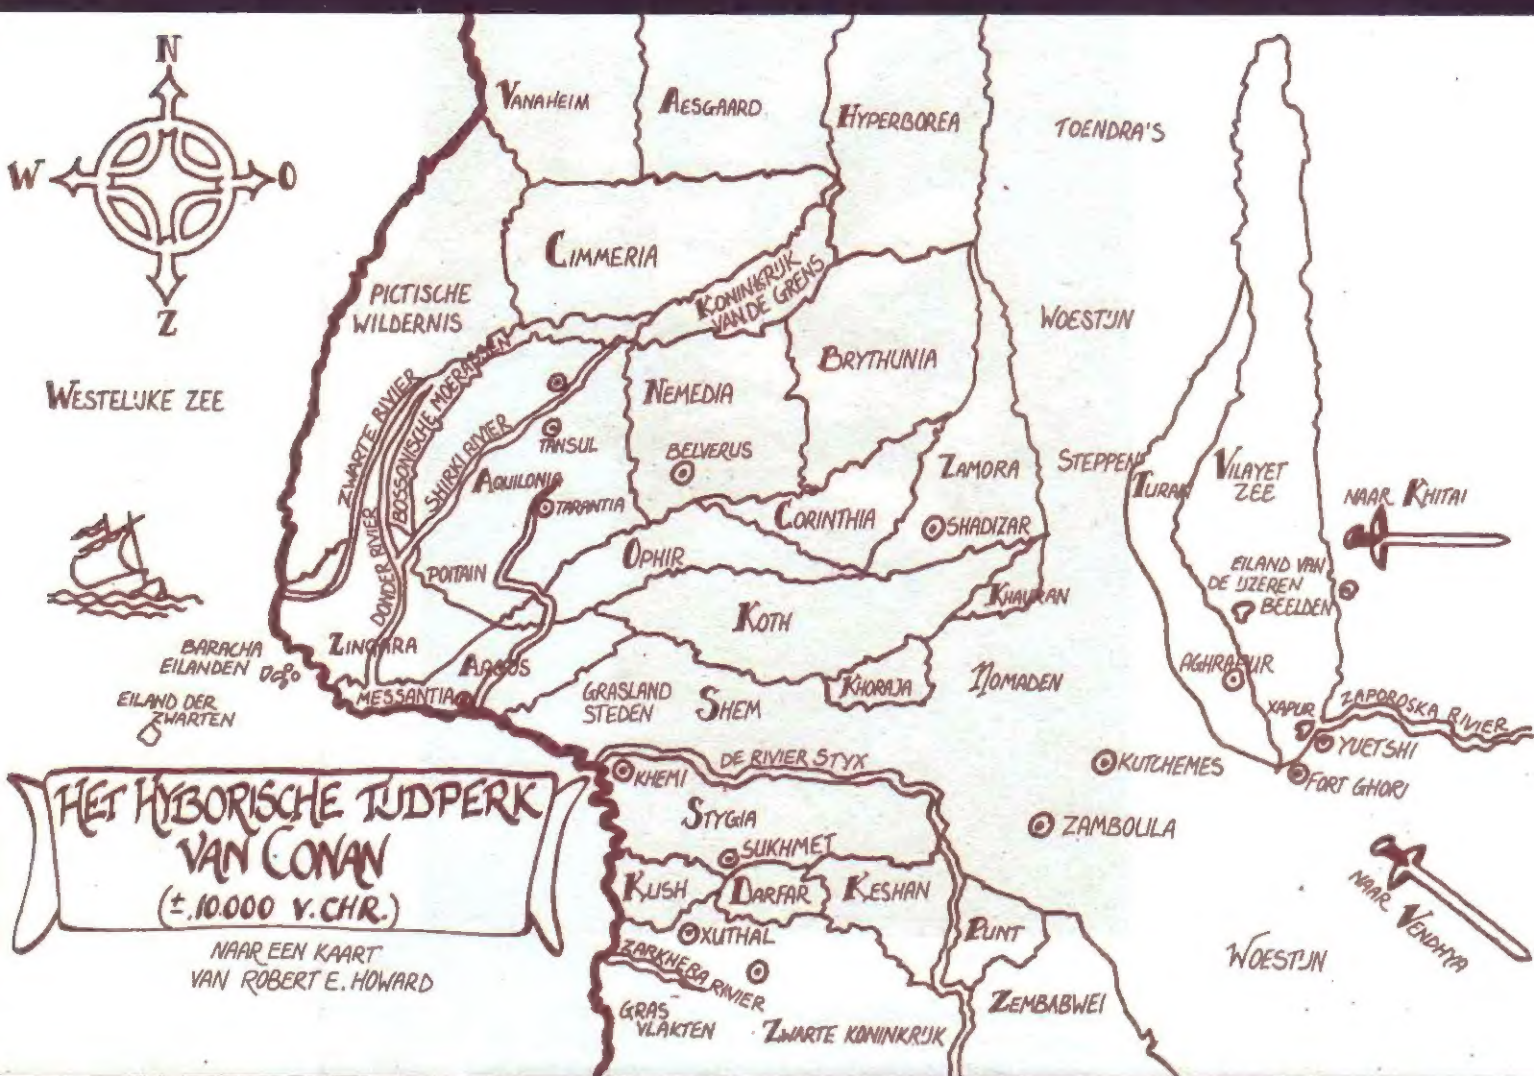 N
W
O
Z
VANAHEIM
AESGAARD
HYPERBOREA
TOENDRA'S
CIMMERIA
KONINKRIJK
VAN DE GRENS
PICTISCHE
WILDERNIS
WOESTIJN
WESTELIJKE ZEE
ZWARTE RIVIER
BOSSONISCHE MOERASSEN
SHIRKI RIVIER
DONDER RIVIER
NEMEDIA
BRYTHUNIA
TANSUL
BELVERUS
AQUILONIA
TARANTIA
ZAMORA
STEPPEN
TURAN
VILAYET
ZEE
NAAR KHITAI
CORINTHIA
SHADIZAR
OPHIR
POITAIN
KHAURAN
EILAND VAN
DE IJZEREN
BEELDEN
KOTH
ZINGARA
BARACHA
EILANDEN
ARGOS
MESSANTIA
EILAND DER
ZWARTEN
GRASLAND
STEDEN
SHEM
KHORAJA
NOMADEN
AGHRAPUR
XAPUR
ZAPOROSKA RIVIER
YUETSHI
FORT GHORI
KUTCHEMES
DE RIVIER STYX
KHEMI
STYGIA
SUKHMET
ZAMBOULA
HET HYBORISCHE TIJDPERK
VAN CONAN
(±.10.000 V.CHR.)
NAAR EEN KAART
VAN ROBERT E. HOWARD
KUSH
DARFAR
KESHAN
XUTHAL
PUNT
ZARKHEBA RIVIER
GRAS
VLAKTEN
ZWARTE KONINKRIJK
ZEMBABWEI
WOESTIJN
NAAR VENDHYA